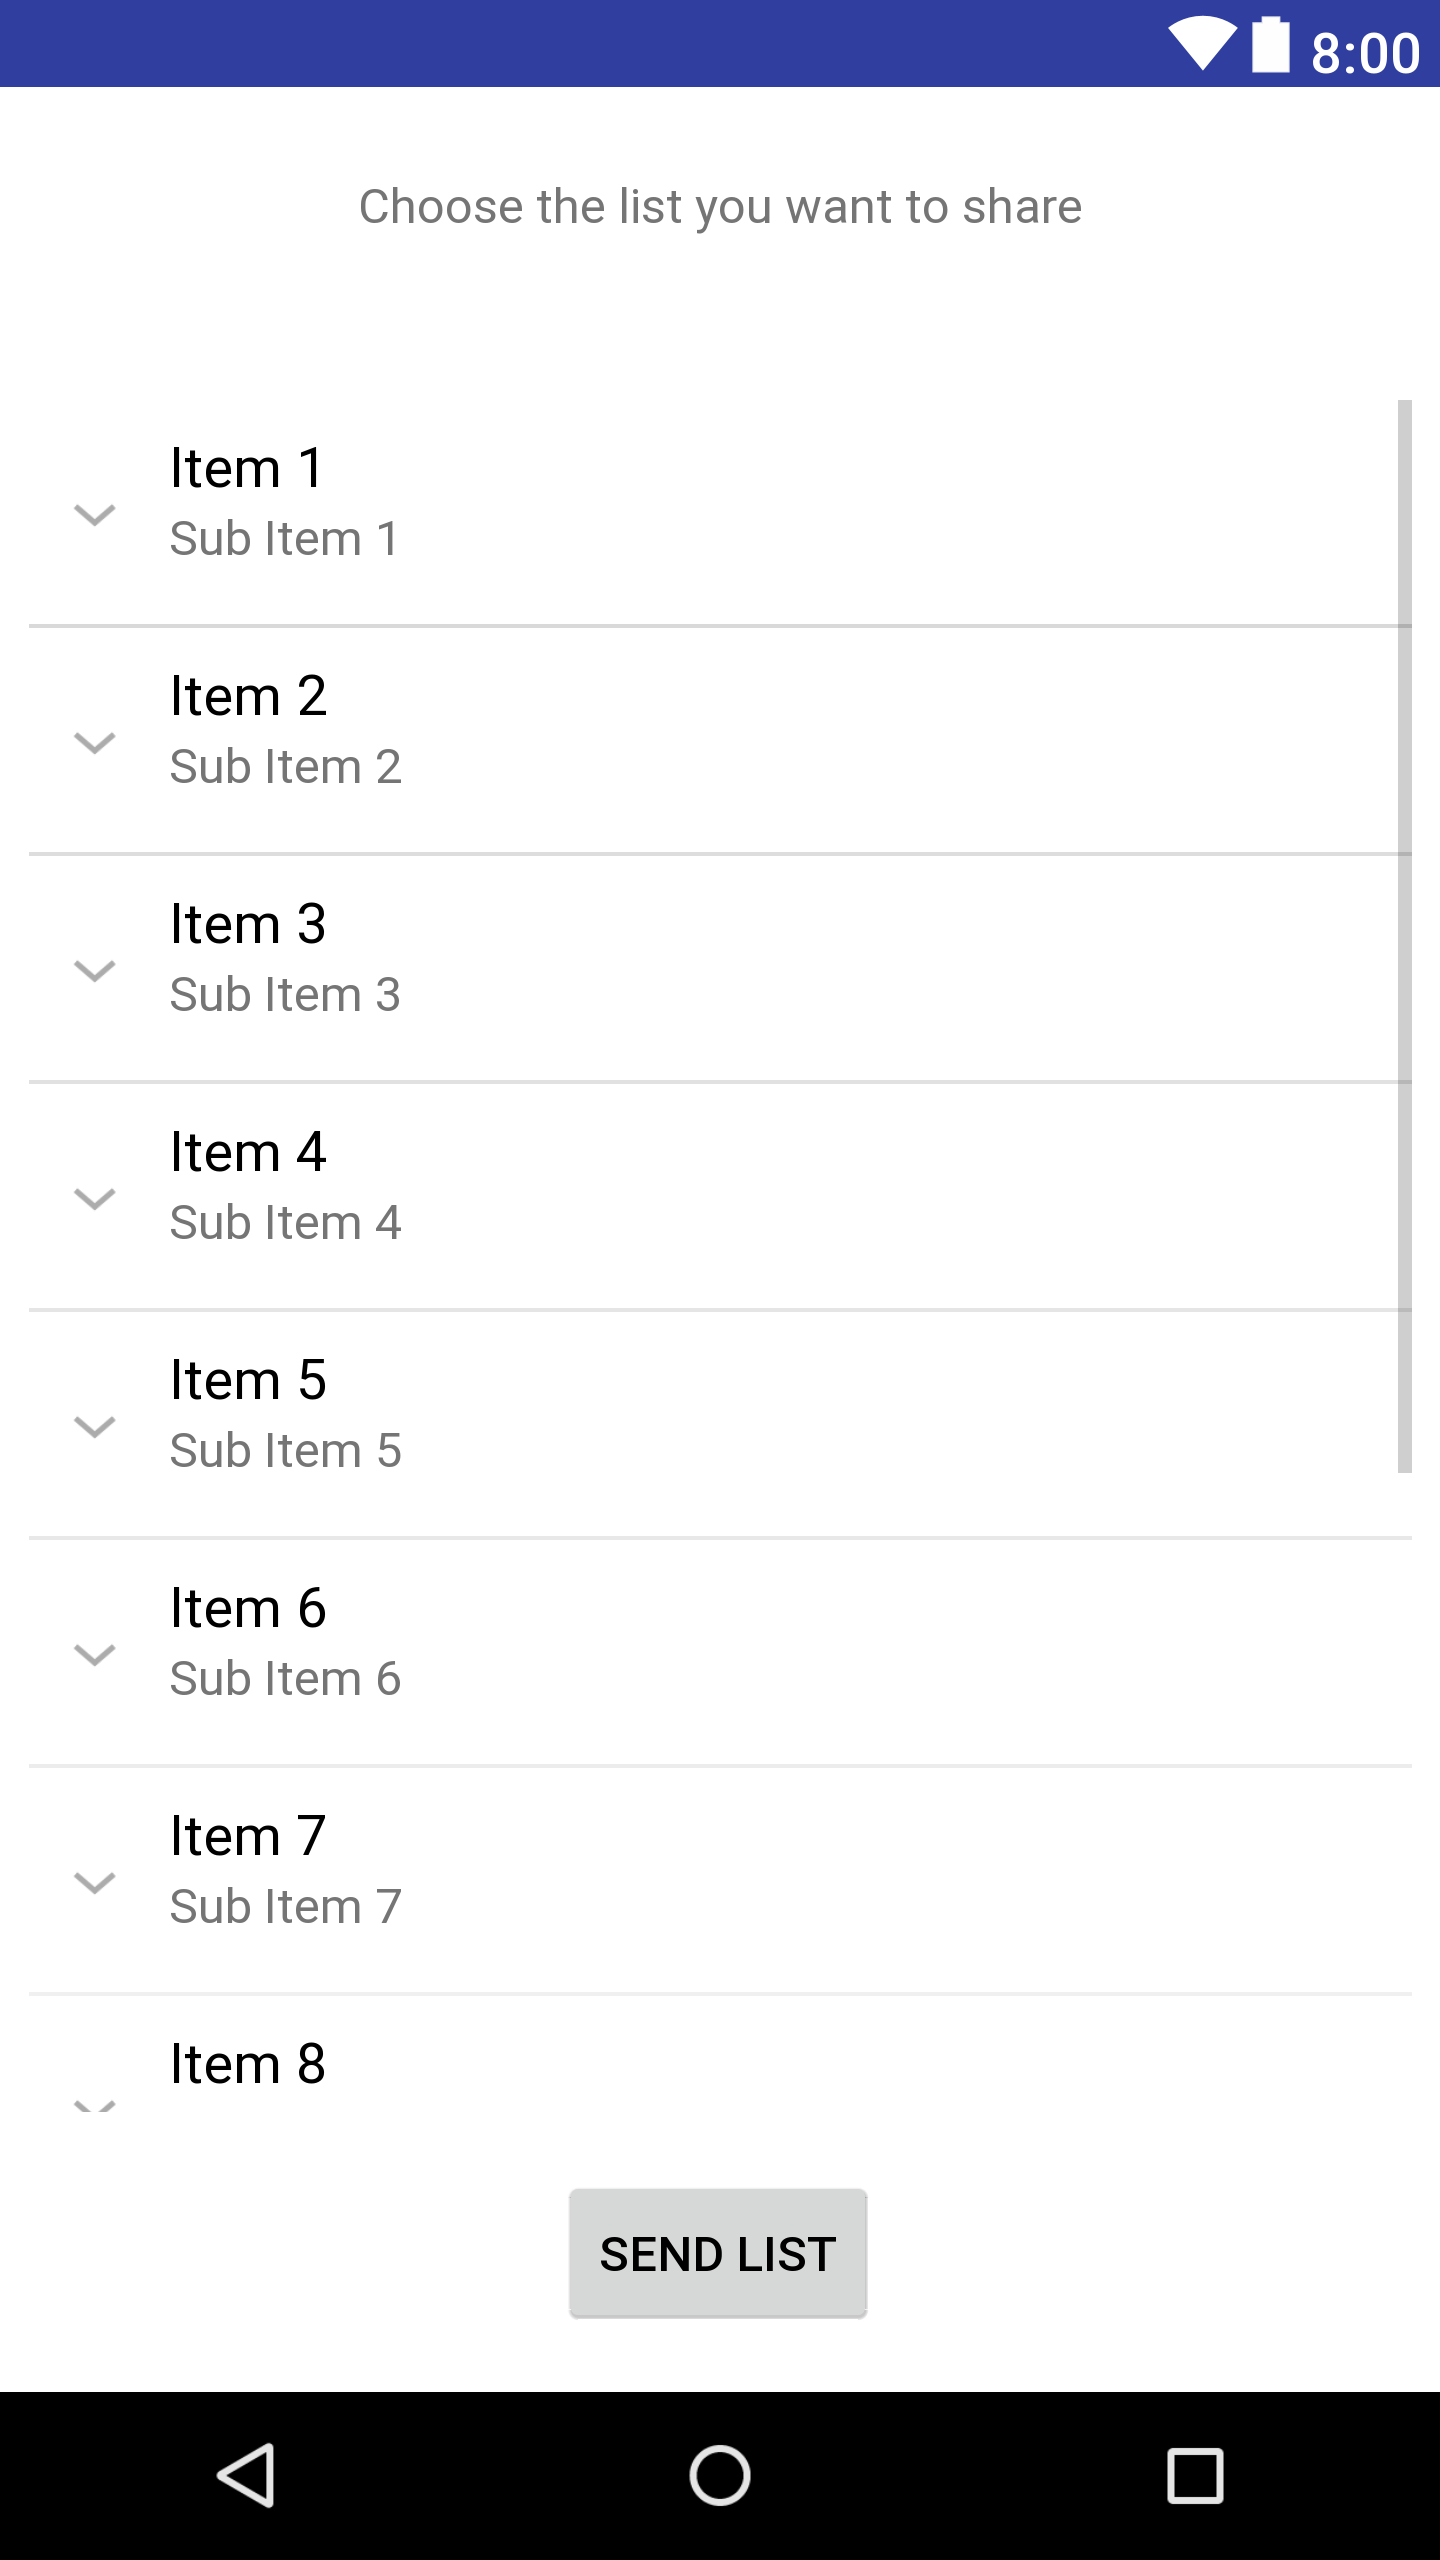 8:00
Choose the list you want to share
Item 1
Sub Item 1
Item 2
Sub Item 2
Item 3
Sub Item 3
Item 4
Sub Item 4
Item 5
Sub Item 5
Item 6
Sub Item 6
Item 7
Sub Item 7
Item 8
SEND LIST